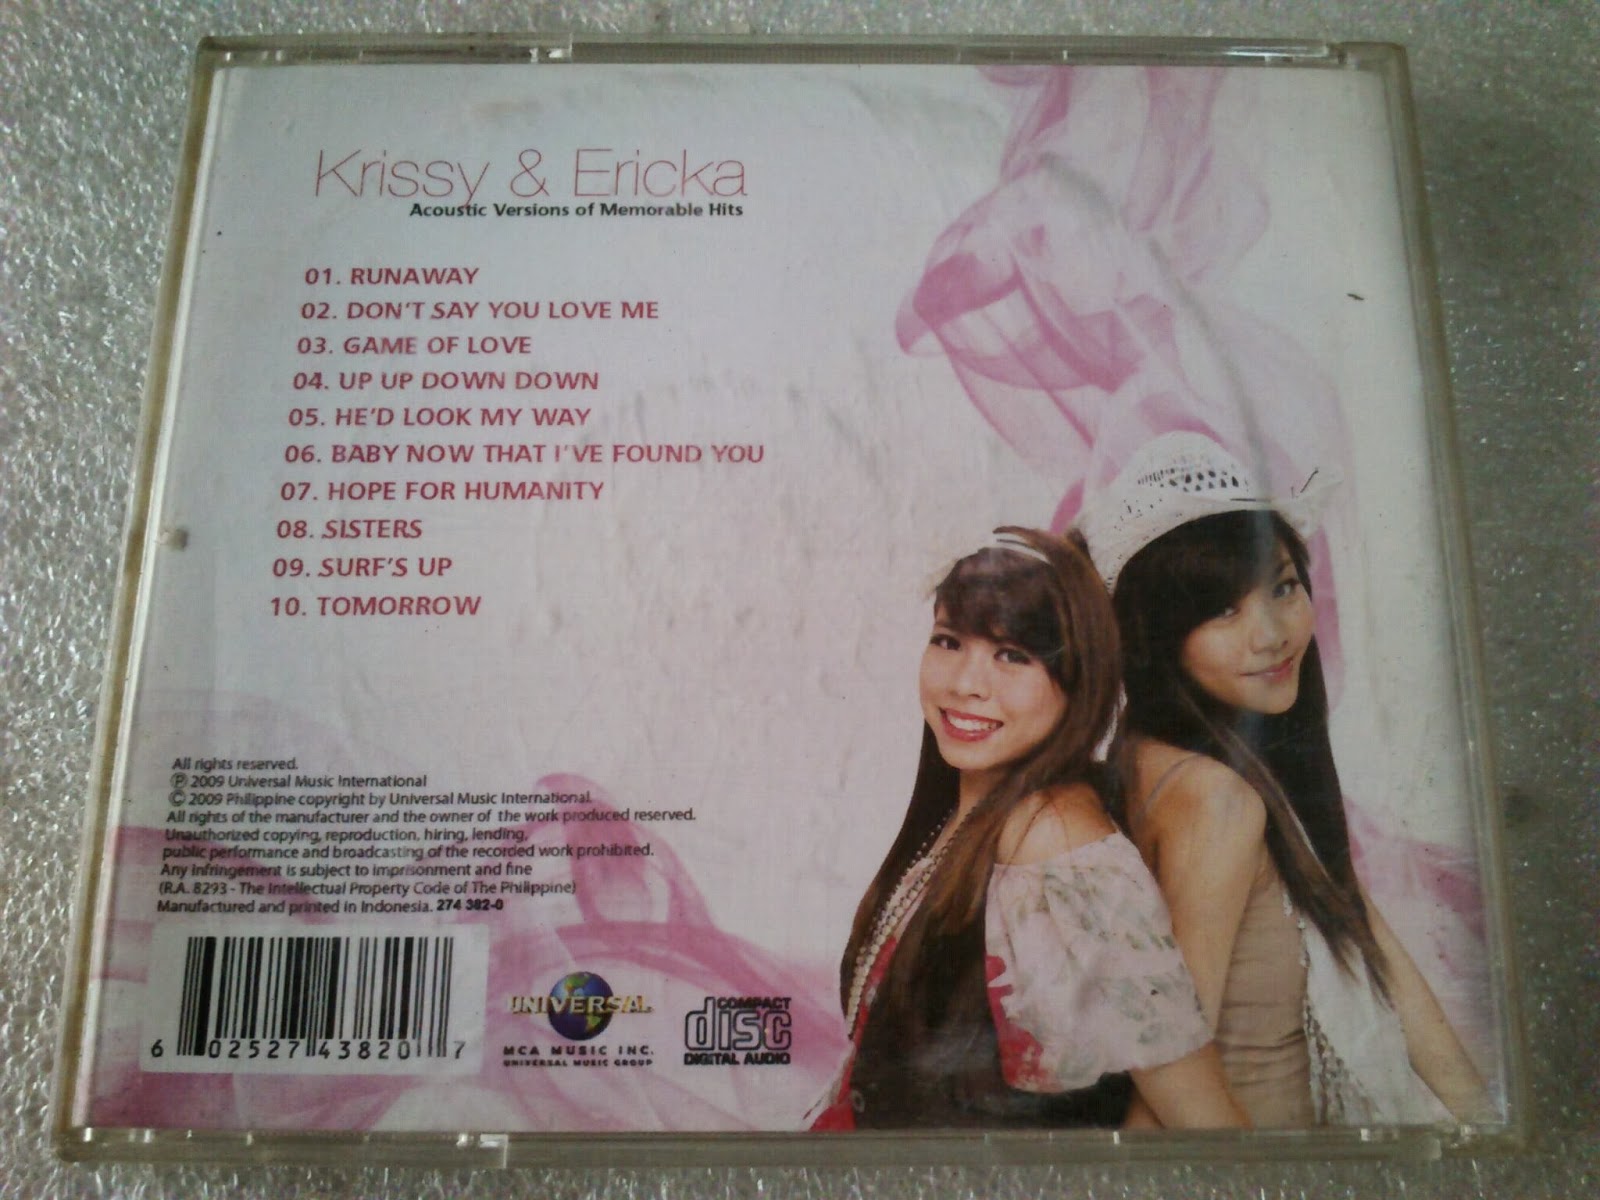 Krissy & Ericka
Acoustic Versions of Memorable Hits
01. RUNAWAY
02. DON'T SAY YOU LOVE ME
03. GAME OF LOVE
04. UP UP DOWN DOWN
05. HE'D LOOK MY WAY
06. BABY NOW THAT I'VE FOUND YOU
07. HOPE FOR HUMANITY
08. SISTERS
09. SURF'S UP
10. TOMORROW
All rights reserved.
℗ 2009 Universal Music International
© 2009 Philippine copyright by Universal Music International.
All rights of the manufacturer and the owner of the work produced reserved.
Unauthorized copying, reproduction, hiring, lending,
public performance and broadcasting of the recorded work prohibited.
Any infringement is subject to imprisonment and fine
(R.A. 8293 - The Intellectual Property Code of The Philippine)
Manufactured and printed in Indonesia. 274 382-0
6 02527 43820 7
UNIVERSAL
MCA MUSIC INC.
UNIVERSAL MUSIC GROUP
COMPACT
disc
DIGITAL AUDIO